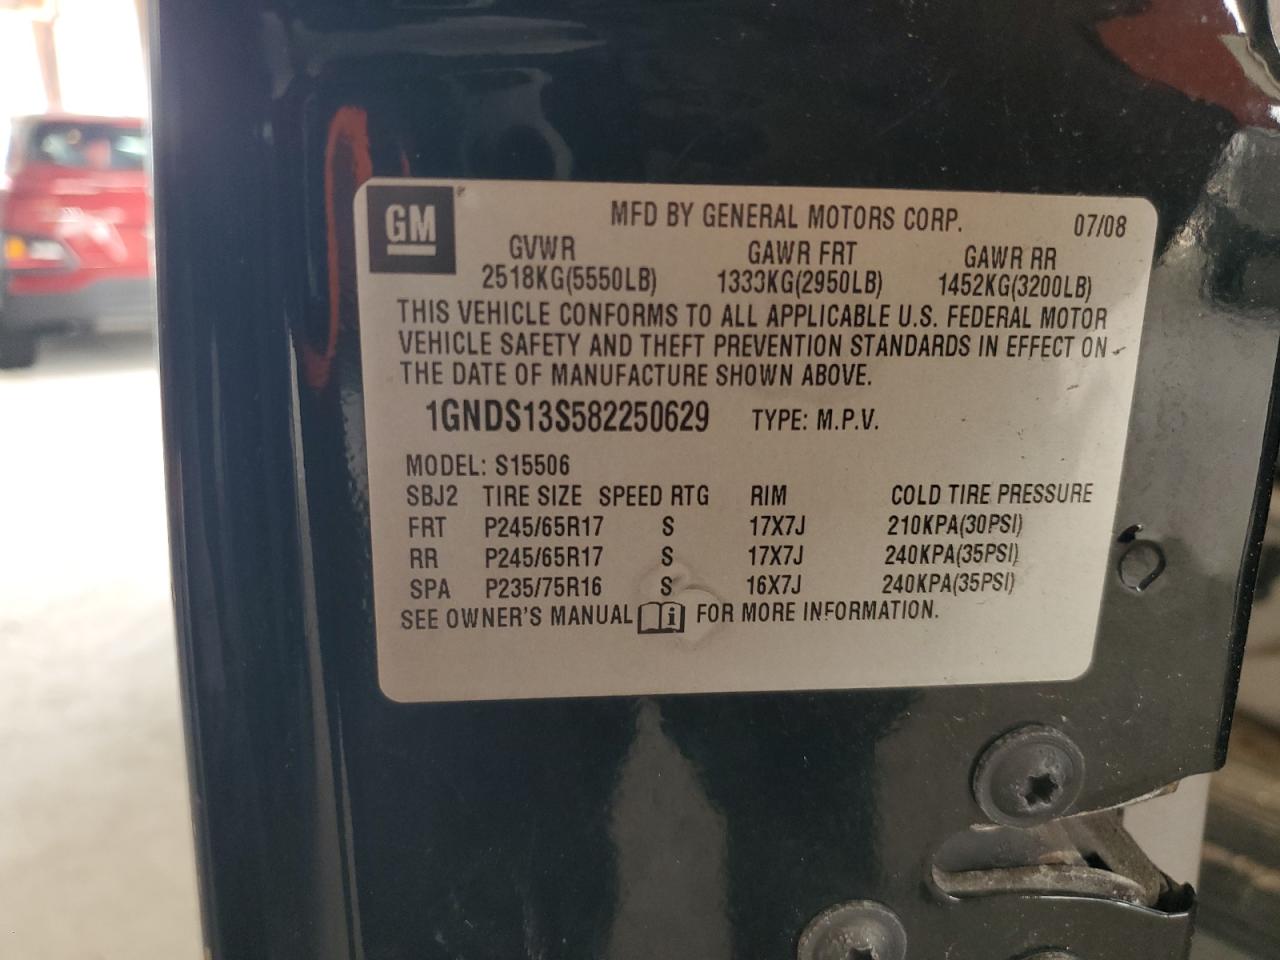 GM
MFD BY GENERAL MOTORS CORP. 07/08
GVWR GAWR FRT GAWR RR
2518KG(5550LB) 1333KG(2950LB) 1452KG(3200LB)
THIS VEHICLE CONFORMS TO ALL APPLICABLE U.S. FEDERAL MOTOR
VEHICLE SAFETY AND THEFT PREVENTION STANDARDS IN EFFECT ON
THE DATE OF MANUFACTURE SHOWN ABOVE.
1GNDS13S582250629 TYPE: M.P.V.
MODEL: S15506
SBJ2 TIRE SIZE SPEED RTG RIM COLD TIRE PRESSURE
FRT P245/65R17 S 17X7J 210KPA(30PSI)
RR P245/65R17 S 17X7J 240KPA(35PSI)
SPA P235/75R16 S 16X7J 240KPA(35PSI)
SEE OWNER'S MANUAL i FOR MORE INFORMATION.